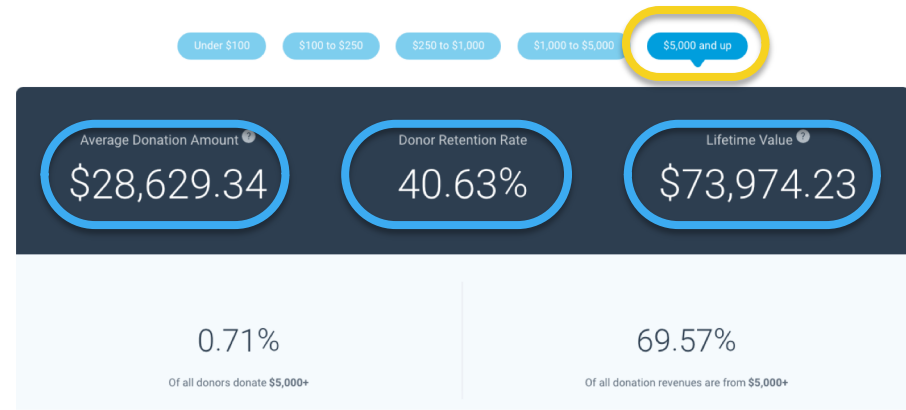 Under $100
$100 to $250
$250 to $1,000
$1,000 to $5,000
$5,000 and up
Average Donation Amount ?
Donor Retention Rate
Lifetime Value ?
$28,629.34
40.63%
$73,974.23
0.71%
69.57%
Of all donors donate $5,000+
Of all donation revenues are from $5,000+